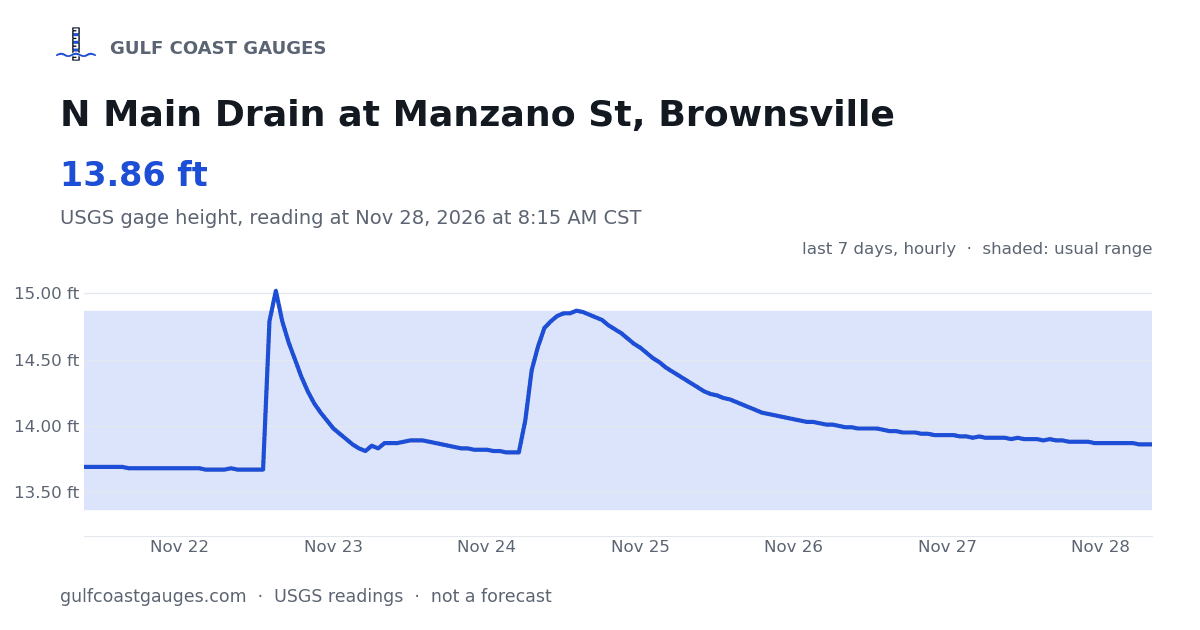 GULF COAST GAUGES
N Main Drain at Manzano St, Brownsville
13.86 ft
USGS gage height, reading at Nov 28, 2026 at 8:15 AM CST
last 7 days, hourly · shaded: usual range
15.00 ft
14.50 ft
14.00 ft
13.50 ft
Nov 22 Nov 23 Nov 24 Nov 25 Nov 26 Nov 27 Nov 28
gulfcoastgauges.com · USGS readings · not a forecast